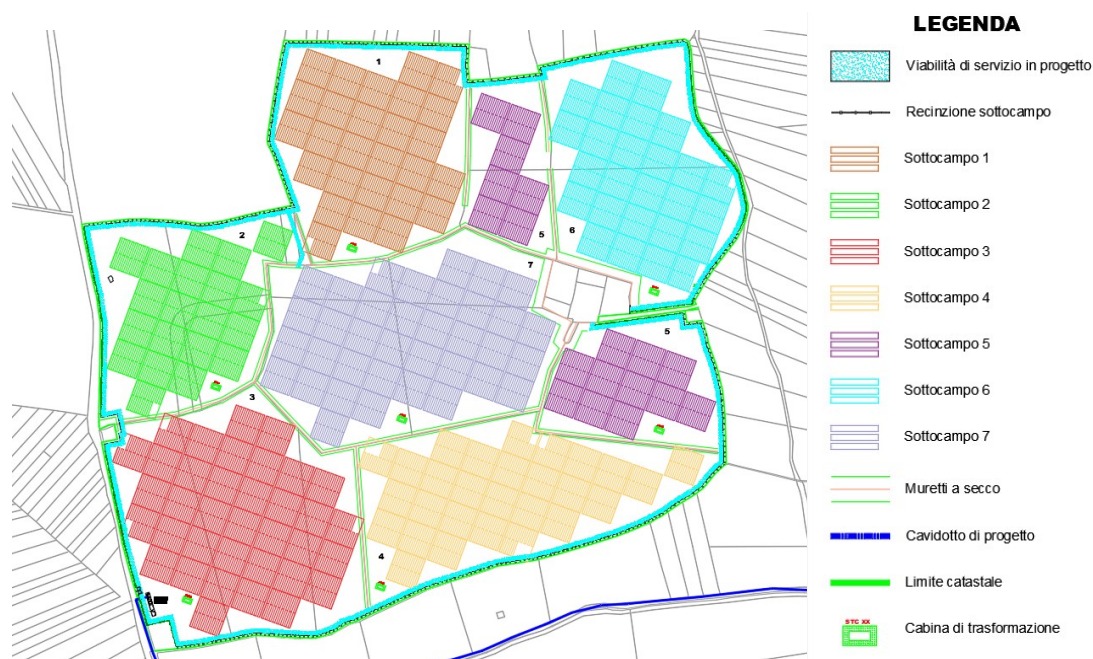 LEGENDA
Viabilità di servizio in progetto
Recinzione sottocampo
Sottocampo 1
Sottocampo 2
Sottocampo 3
Sottocampo 4
Sottocampo 5
Sottocampo 6
Sottocampo 7
Muretti a secco
Cavidotto di progetto
Limite catastale
STC XX
Cabina di trasformazione
1
2
6
5
7
5
3
4